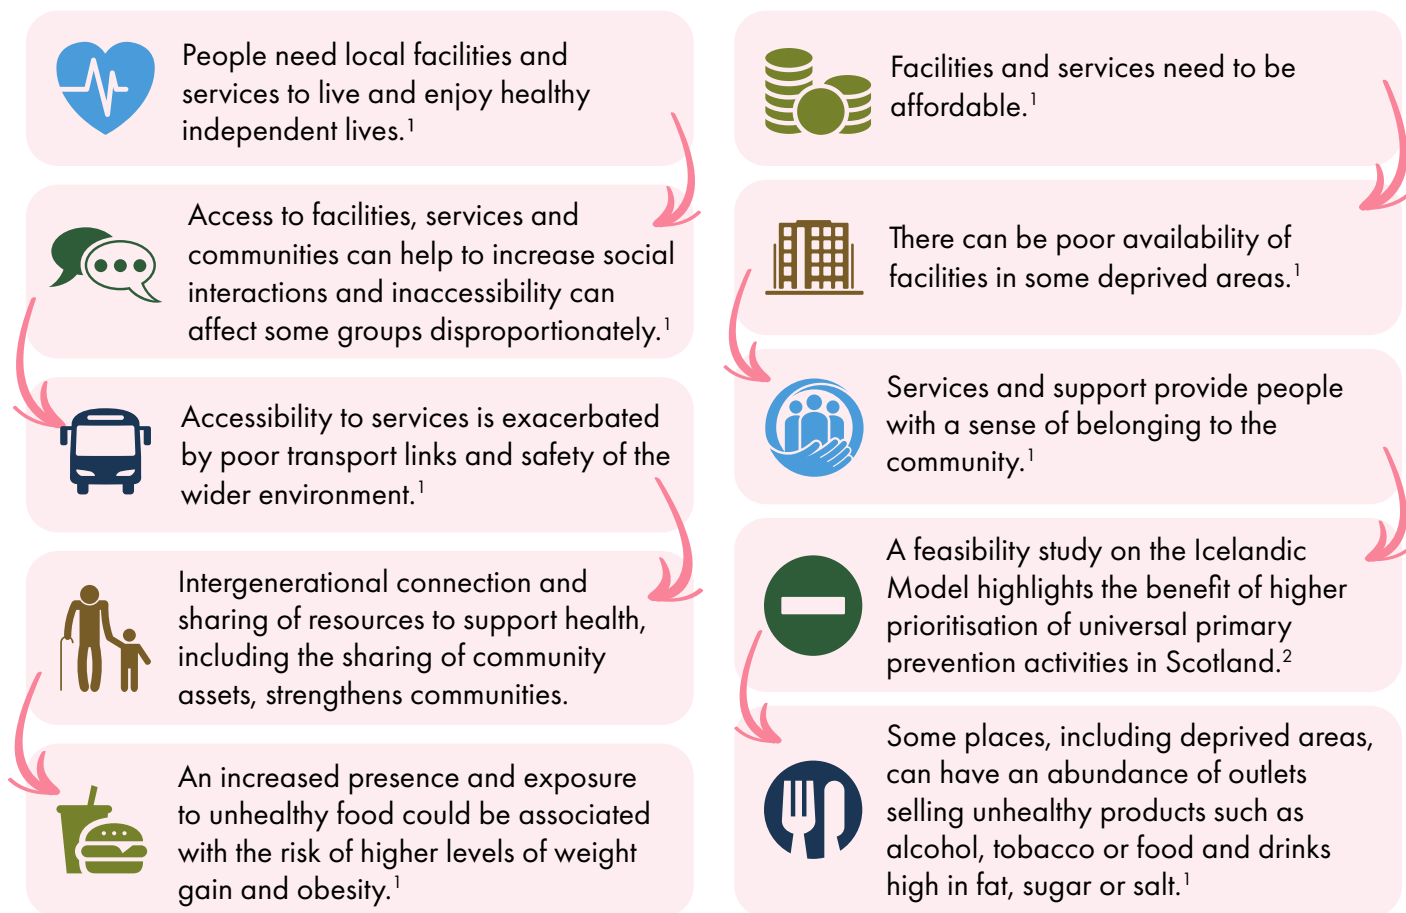 People need local facilities and
services to live and enjoy healthy
independent lives.¹
Access to facilities, services and
communities can help to increase social
interactions and inaccessibility can
affect some groups disproportionately.¹
Accessibility to services is exacerbated
by poor transport links and safety of the
wider environment.¹
Intergenerational connection and
sharing of resources to support health,
including the sharing of community
assets, strengthens communities.
An increased presence and exposure
to unhealthy food could be associated
with the risk of higher levels of weight
gain and obesity.¹
Facilities and services need to be
affordable.¹
There can be poor availability of
facilities in some deprived areas.¹
Services and support provide people
with a sense of belonging to the
community.¹
A feasibility study on the Icelandic
Model highlights the benefit of higher
prioritisation of universal primary
prevention activities in Scotland.²
Some places, including deprived areas,
can have an abundance of outlets
selling unhealthy products such as
alcohol, tobacco or food and drinks
high in fat, sugar or salt.¹